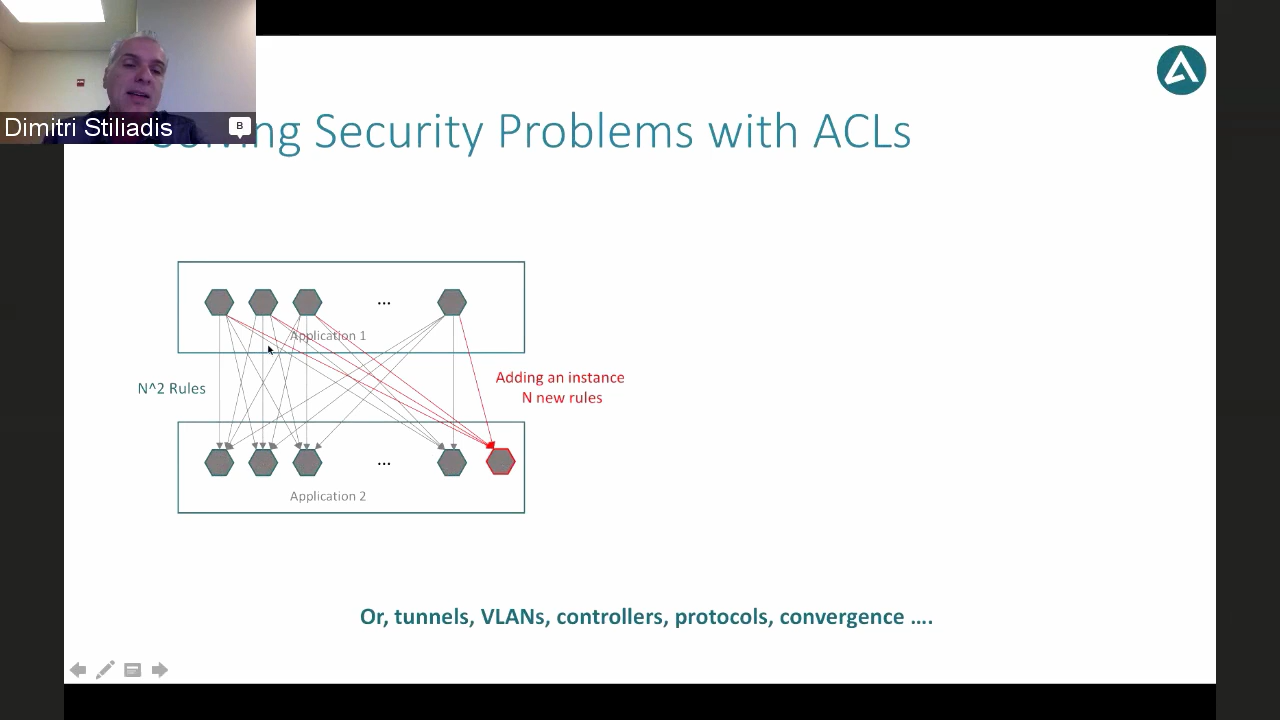 Dimitri Stiliadis
B
Solving Security Problems with ACLs
...
Application 1
N^2 Rules
Adding an instance
N new rules
...
Application 2
Or, tunnels, VLANs, controllers, protocols, convergence ....